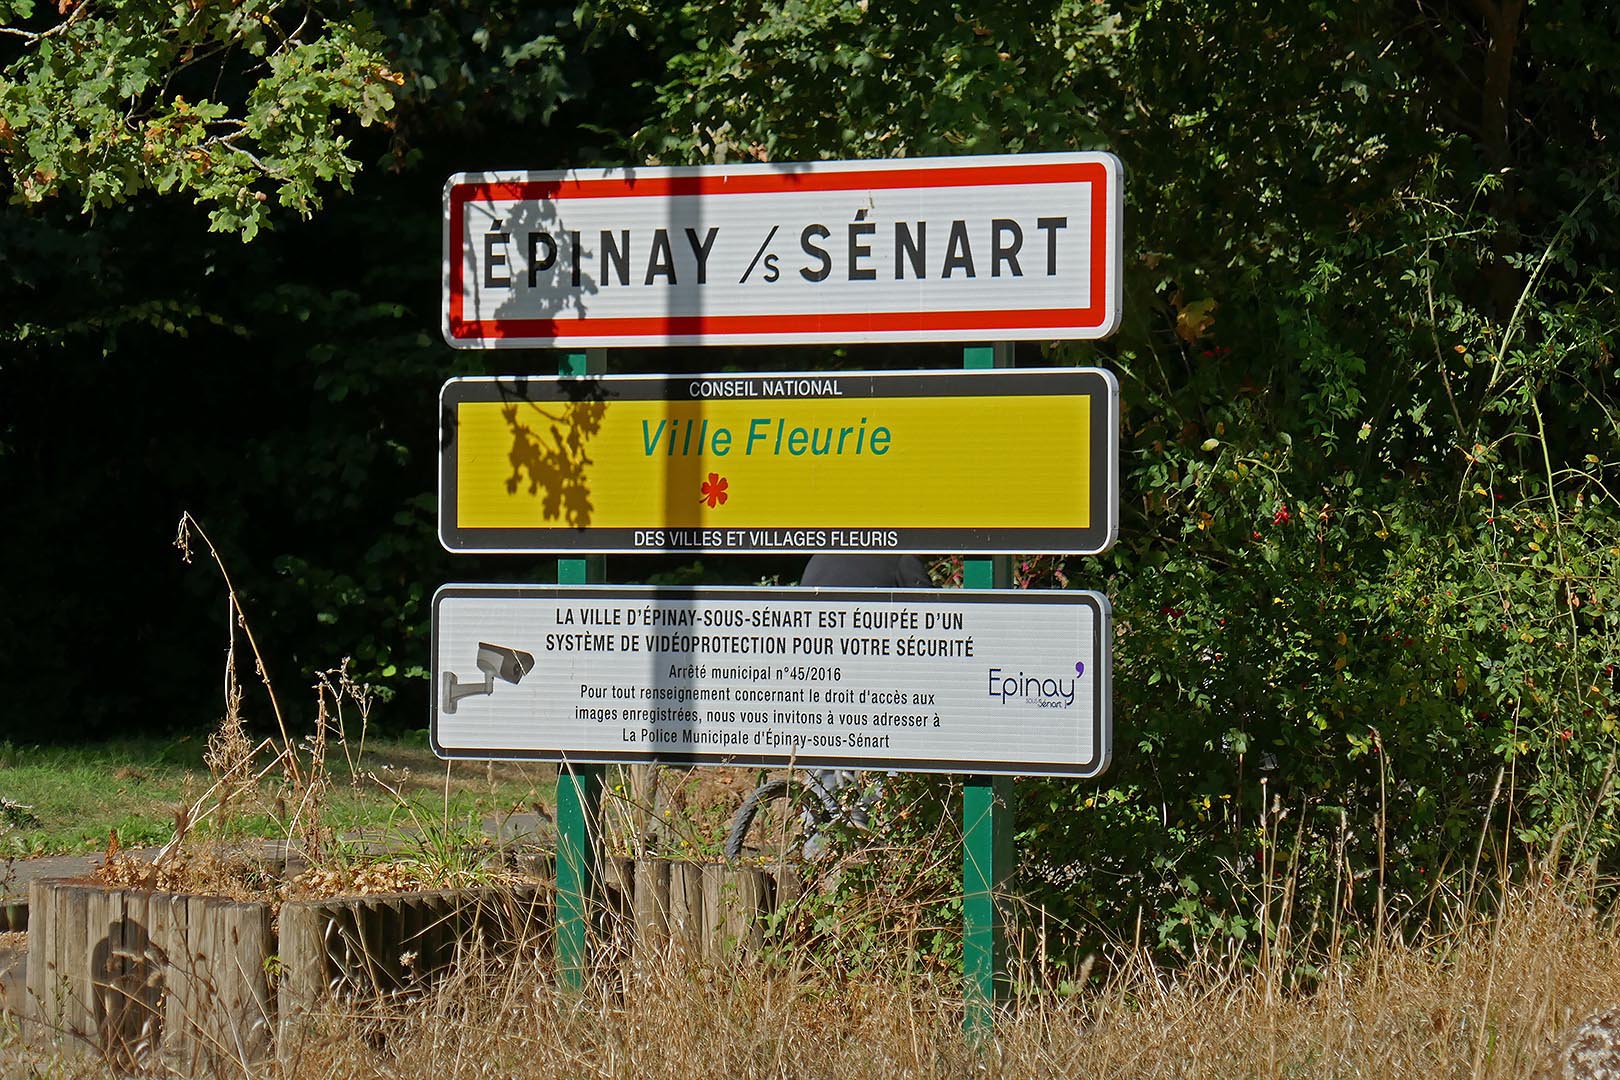 ÉPINAY /s SÉNART
CONSEIL NATIONAL
Ville Fleurie
DES VILLES ET VILLAGES FLEURIS
LA VILLE D'ÉPINAY-SOUS-SÉNART EST ÉQUIPÉE D'UN
SYSTÈME DE VIDÉOPROTECTION POUR VOTRE SÉCURITÉ
Arrêté municipal n°45/2016
Pour tout renseignement concernant le droit d'accès aux
images enregistrées, nous vous invitons à vous adresser à
La Police Municipale d'Épinay-sous-Sénart
Epinay'
sous Sénart